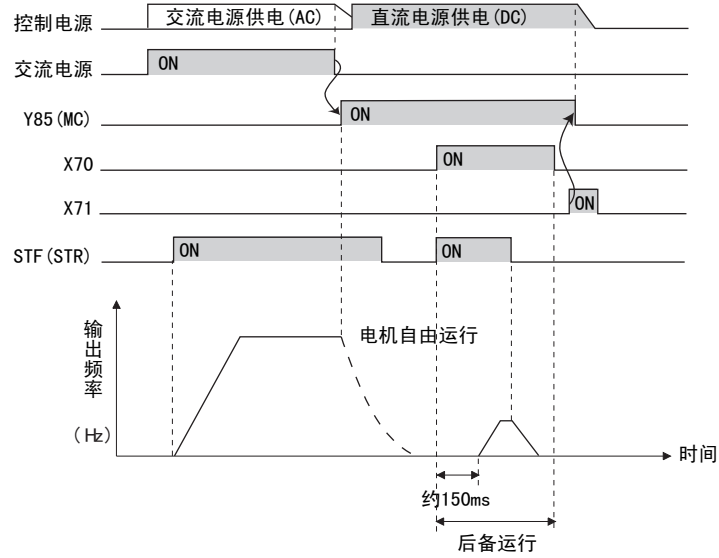 控制电源
交流电源供电(AC)
直流电源供电(DC)
交流电源
ON
Y85(MC)
ON
X70
ON
X71
ON
STF(STR)
ON
ON
输出频率
(Hz)
电机自由运行
时间
约150ms
后备运行